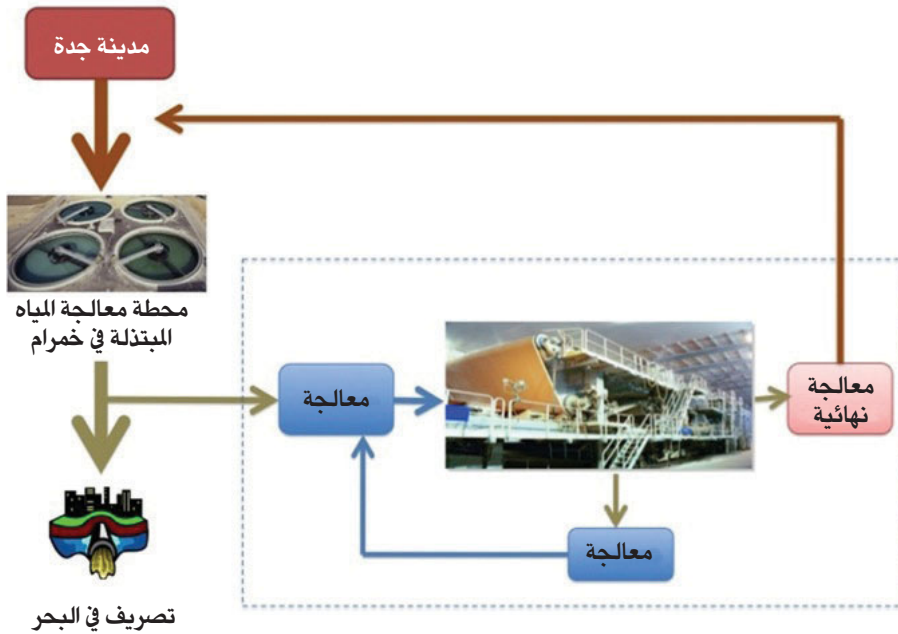 مدينة جدة
محطة معالجة المياه
المبتذلة في خمرام
معالجة
معالجة
نهائية
معالجة
تصريف في البحر